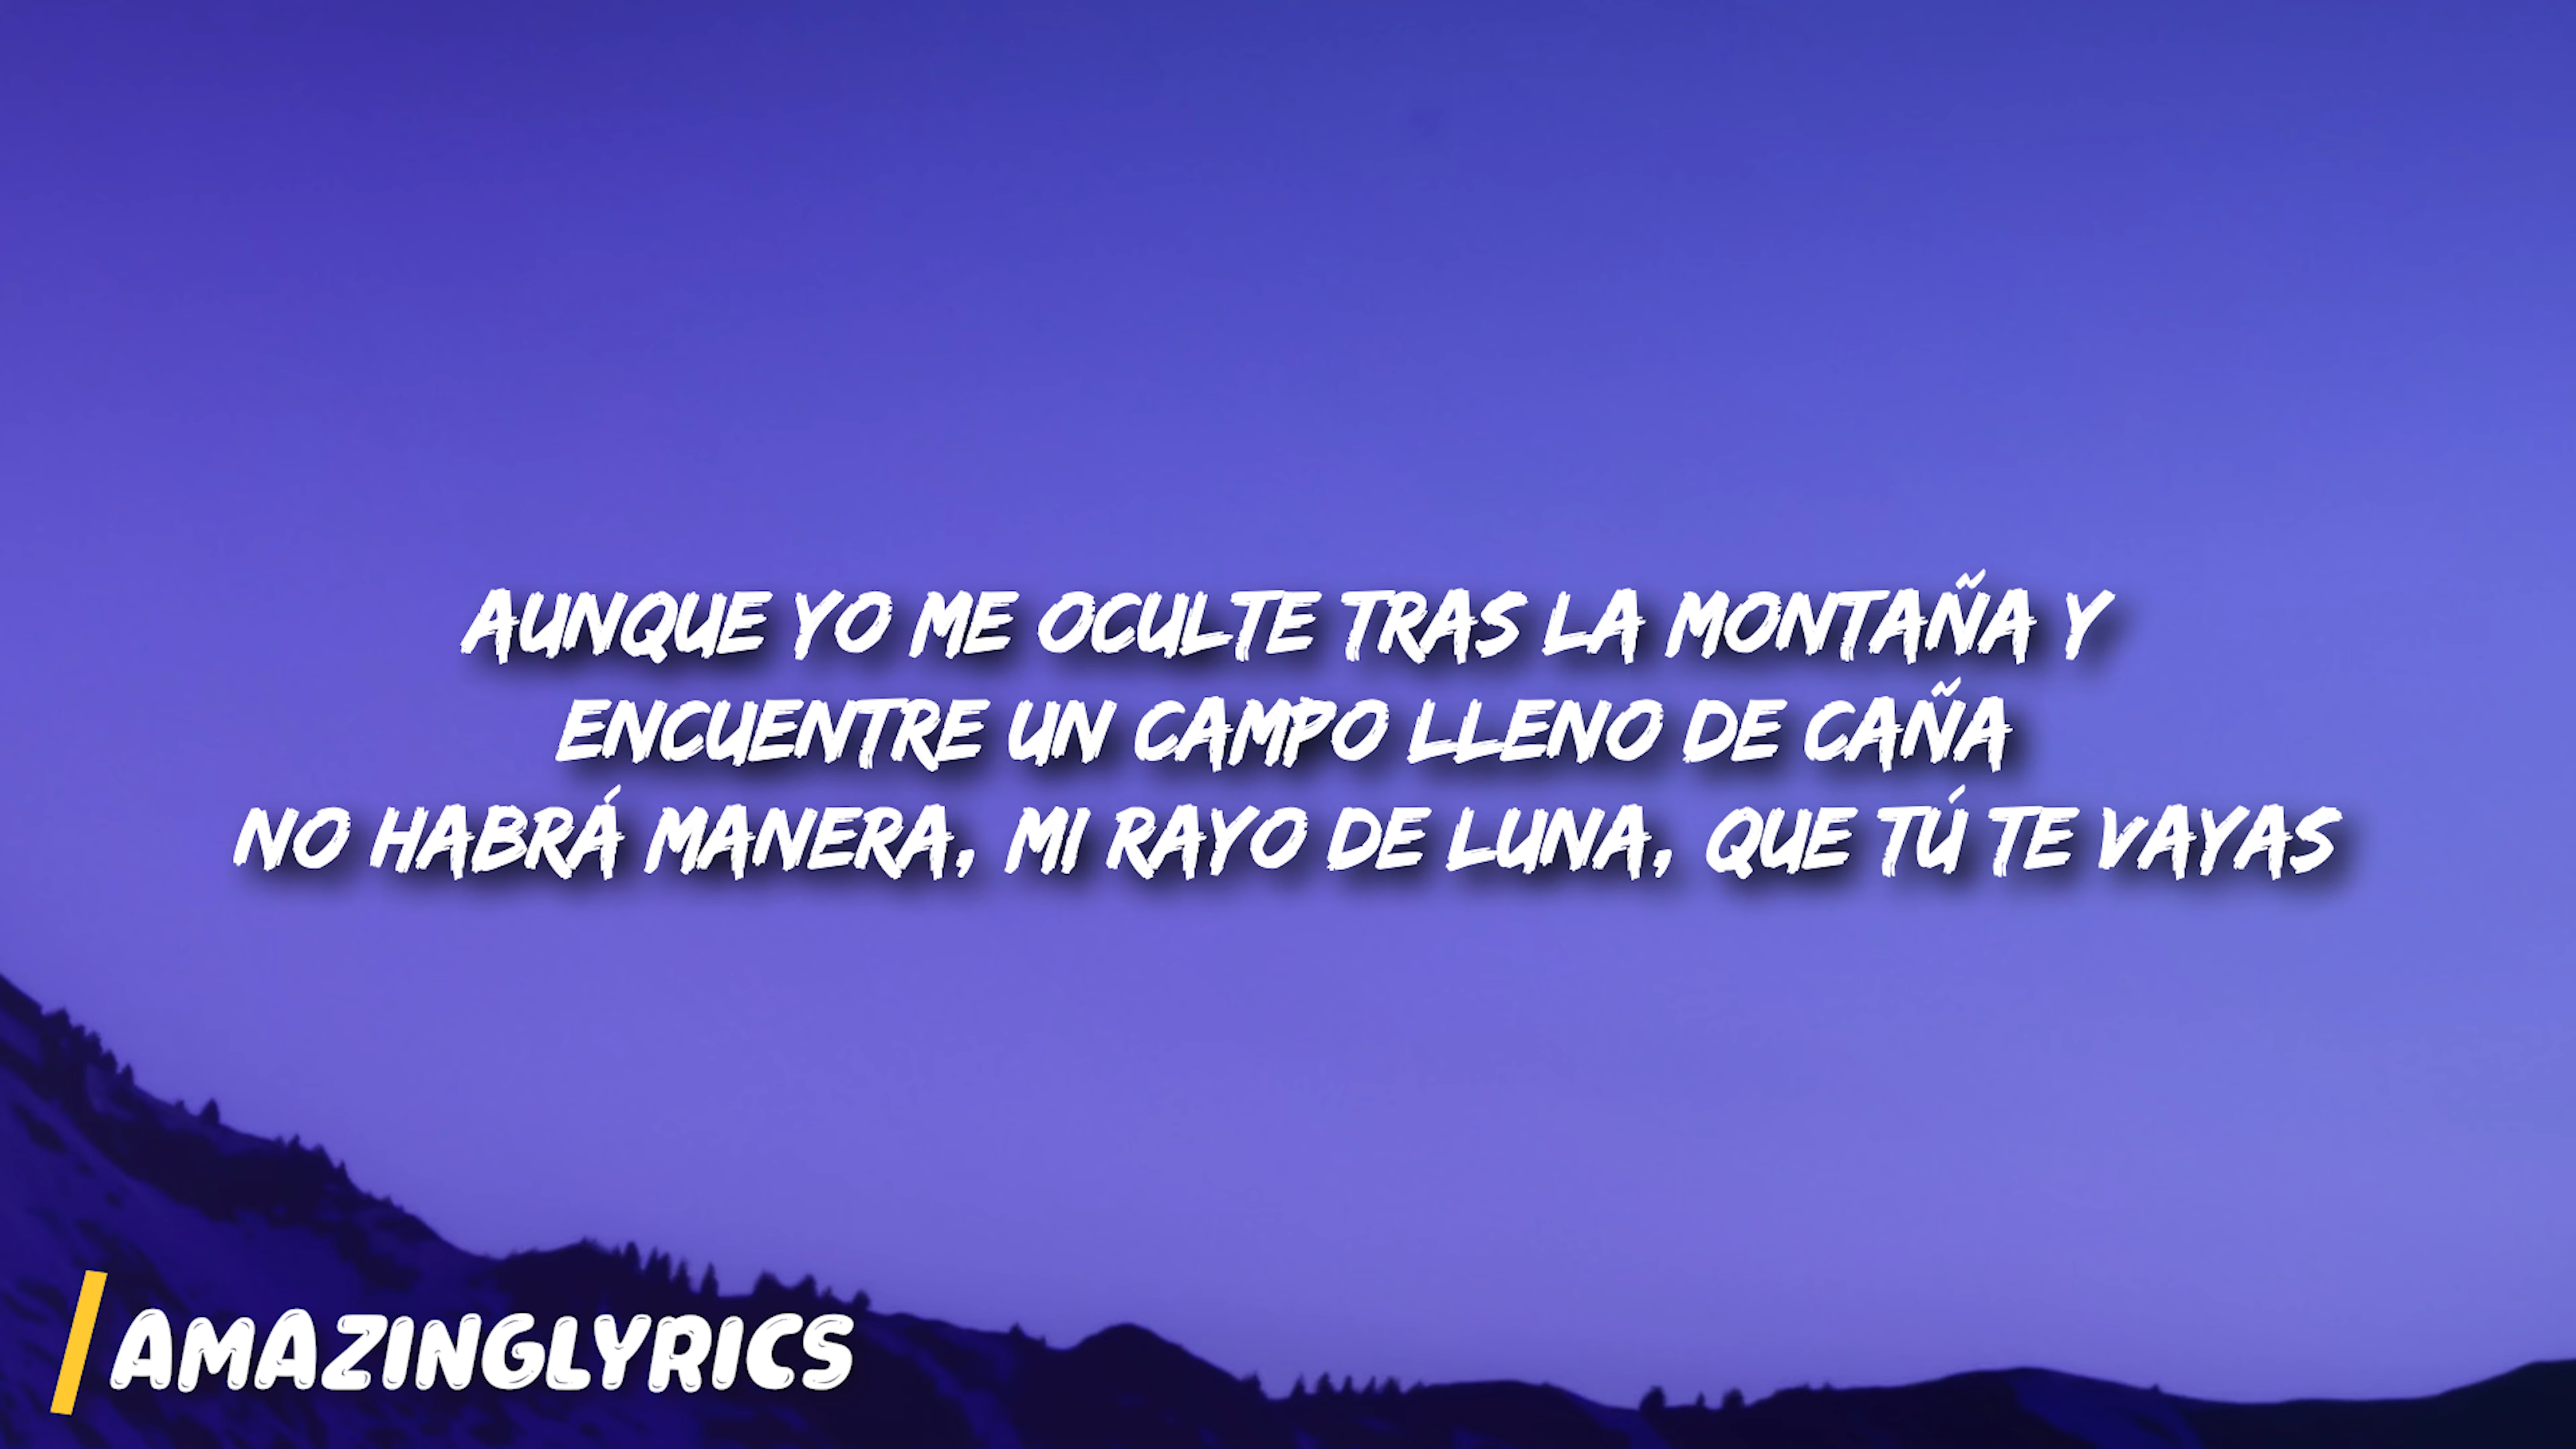 AUNQUE YO ME OCULTE TRAS LA MONTAÑA Y
ENCUENTRE UN CAMPO LLENO DE CAÑA
NO HABRÁ MANERA, MI RAYO DE LUNA, QUE TÚ TE VAYAS
AMAZINGLYRICS